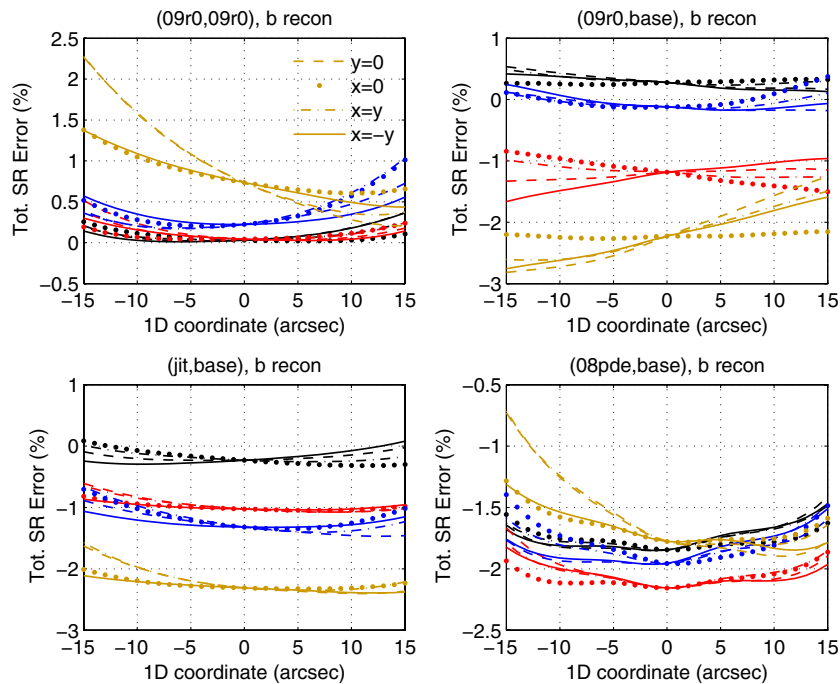 (09r0,09r0), b recon
Tot. SR Error (%)
2.5
2
1.5
1
0.5
0
−0.5
y=0
x=0
x=y
x=−y
−15 −10 −5 0 5 10 15
1D coordinate (arcsec)
(09r0,base), b recon
Tot. SR Error (%)
1
0
−1
−2
−3
−15 −10 −5 0 5 10 15
1D coordinate (arcsec)
(jit,base), b recon
Tot. SR Error (%)
1
0
−1
−2
−3
−15 −10 −5 0 5 10 15
1D coordinate (arcsec)
(08pde,base), b recon
Tot. SR Error (%)
−0.5
−1
−1.5
−2
−2.5
−15 −10 −5 0 5 10 15
1D coordinate (arcsec)